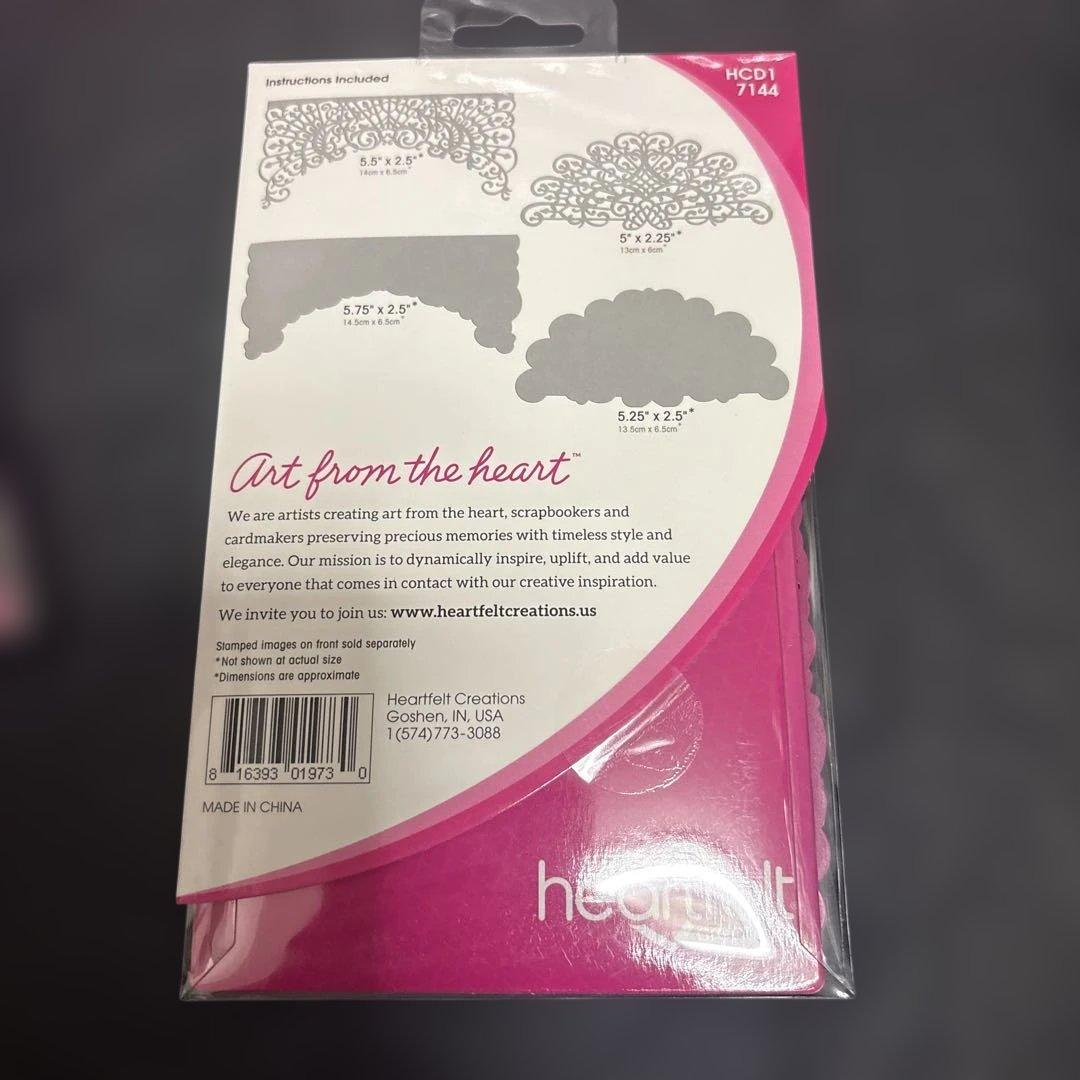 Instructions Included
HCD1
7144
5.5" x 2.5"*
14cm x 6.5cm*
5" x 2.25"*
13cm x 6cm*
5.75" x 2.5"*
14.5cm x 6.5cm*
5.25" x 2.5"*
13.5cm x 6.5cm*
Art from the heart™
We are artists creating art from the heart, scrapbookers and
cardmakers preserving precious memories with timeless style and
elegance. Our mission is to dynamically inspire, uplift, and add value
to everyone that comes in contact with our creative inspiration.
We invite you to join us: www.heartfeltcreations.us
Stamped images on front sold separately
*Not shown at actual size
*Dimensions are approximate
Heartfelt Creations
Goshen, IN, USA
1(574)773-3088
8 16393 01973 0
MADE IN CHINA
heartfelt